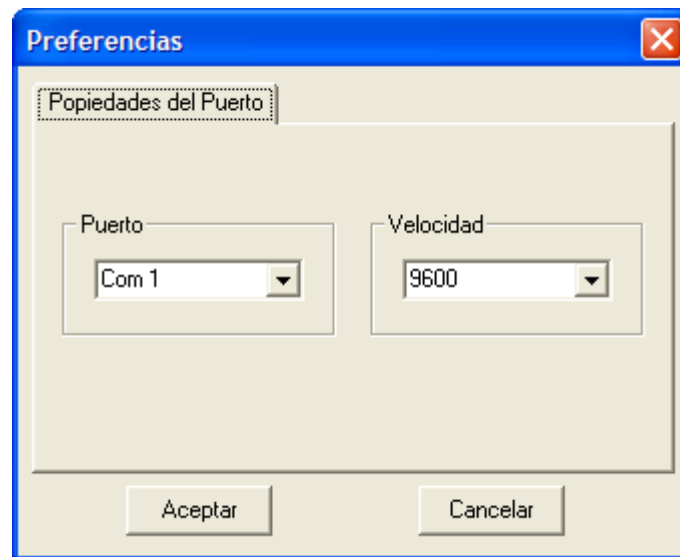 Preferencias
Popiedades del Puerto
Puerto
Velocidad
Com 1
9600
Aceptar
Cancelar